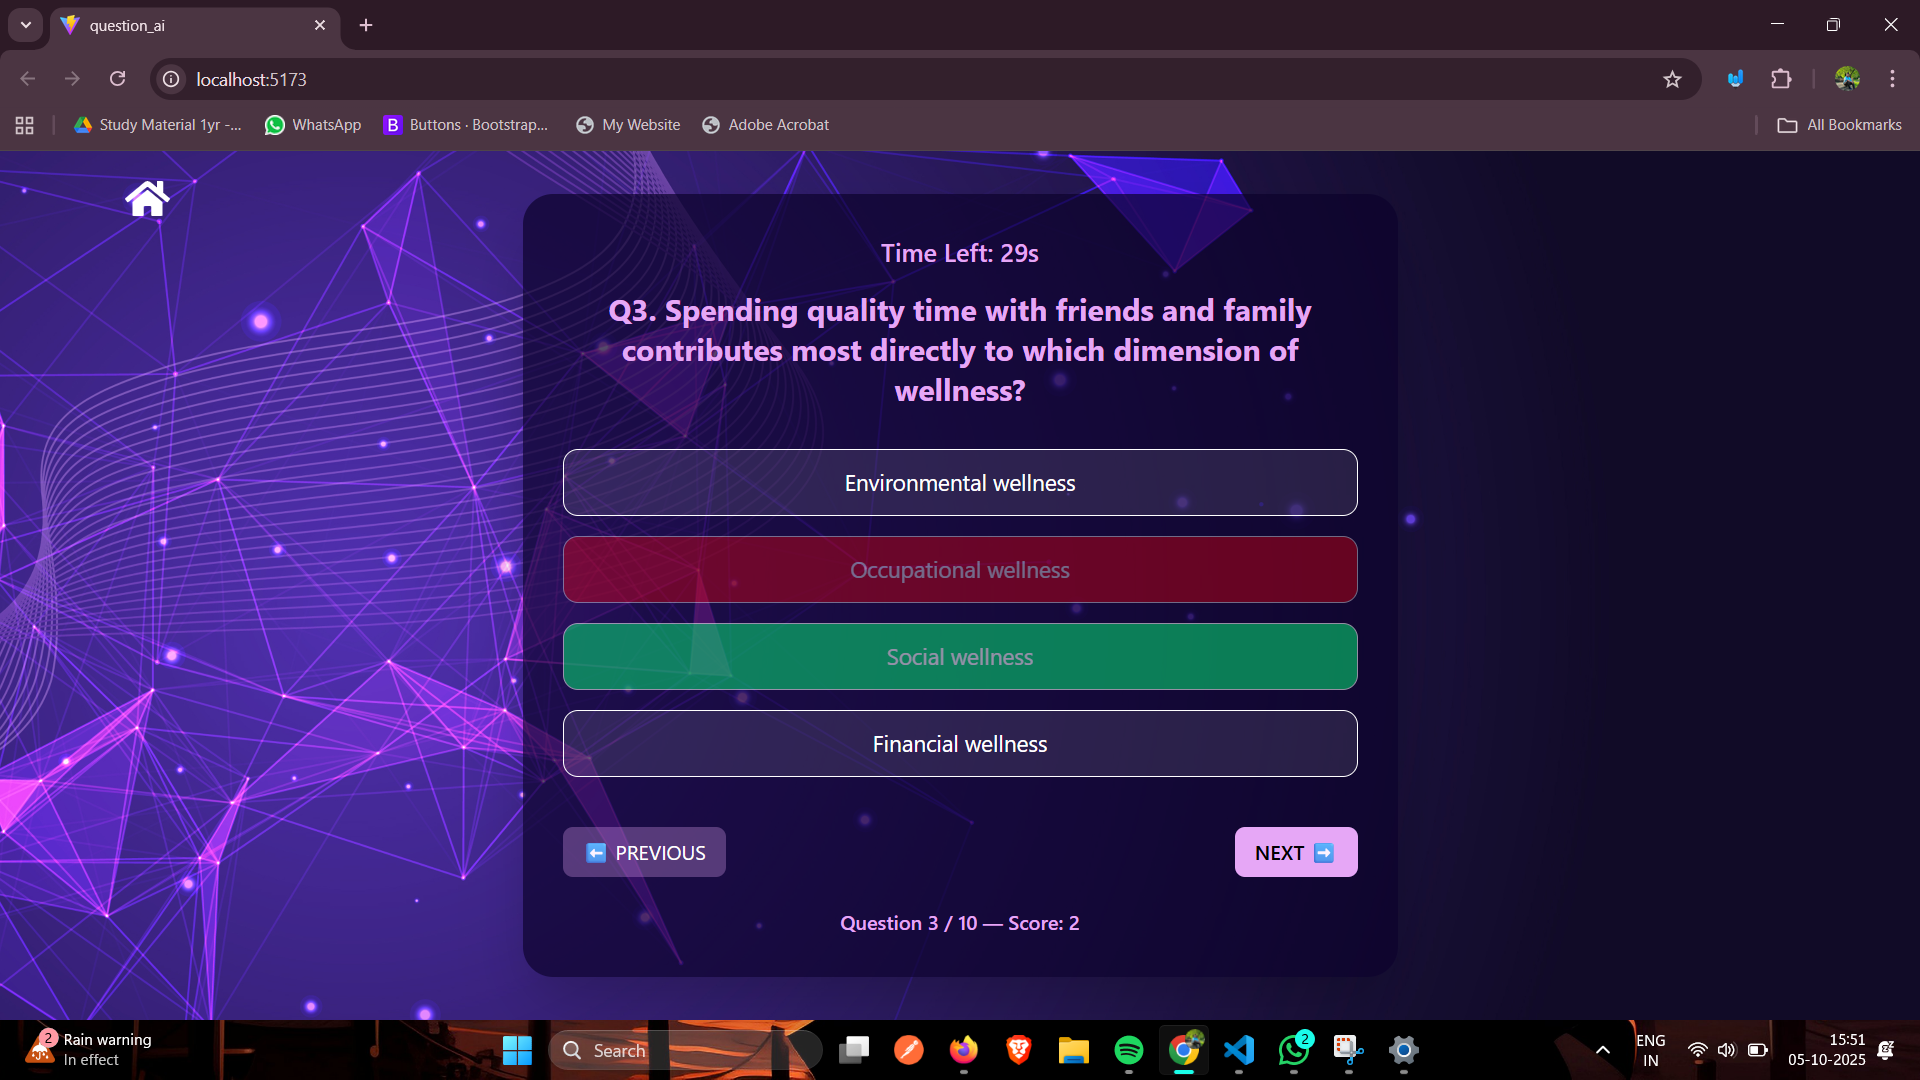 question_ai
localhost:5173
Study Material 1yr -...
WhatsApp
B
Buttons · Bootstrap...
My Website
Adobe Acrobat
All Bookmarks
Time Left: 29s
Q3. Spending quality time with friends and family
contributes most directly to which dimension of
wellness?
Environmental wellness
Occupational wellness
Social wellness
Financial wellness
PREVIOUS
NEXT
Question 3 / 10 — Score: 2
2
Rain warning
In effect
Search
2
ENG
IN
15:51
05-10-2025